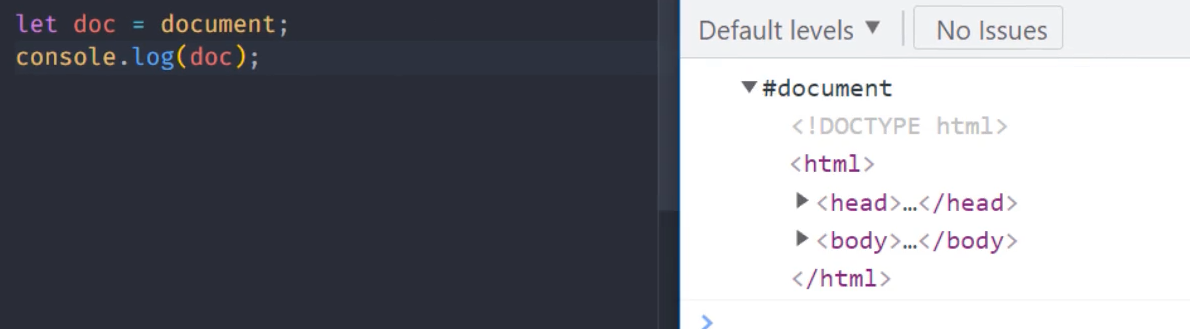 let doc = document;
console.log(doc);
Default levels ▼
No Issues
▼#document
<!DOCTYPE html>
<html>
▶<head>…</head>
▶<body>…</body>
</html>
>